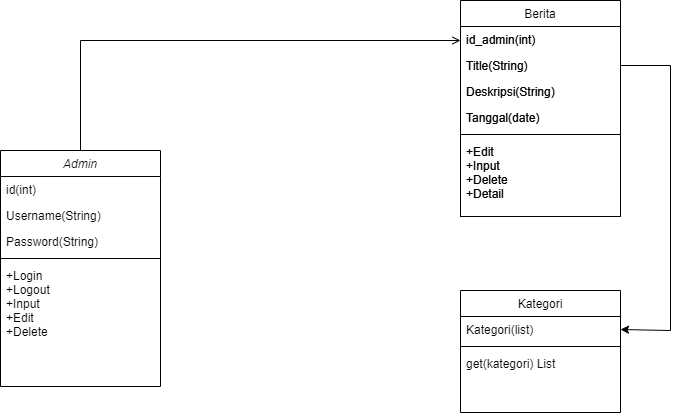 Berita
id_admin(int)
Title(String)
Deskripsi(String)
Tanggal(date)
+Edit
+Input
+Delete
+Detail
Admin
id(int)
Username(String)
Password(String)
+Login
+Logout
+Input
+Edit
+Delete
Kategori
Kategori(list)
get(kategori) List